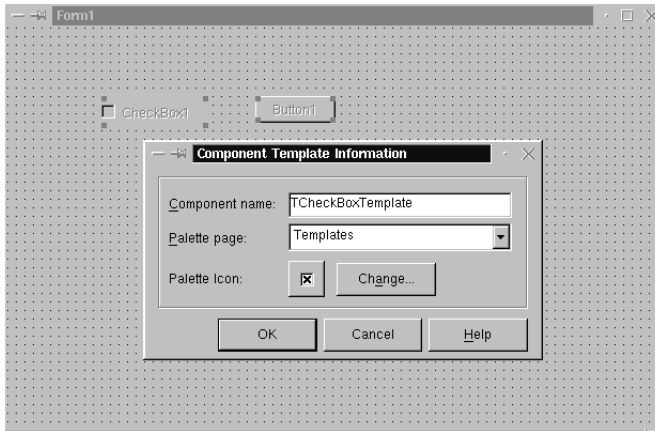 Form1
CheckBox1
Button1
Component Template Information
Component name: TCheckBoxTemplate
Palette page: Templates
Palette Icon: Change...
OK Cancel Help